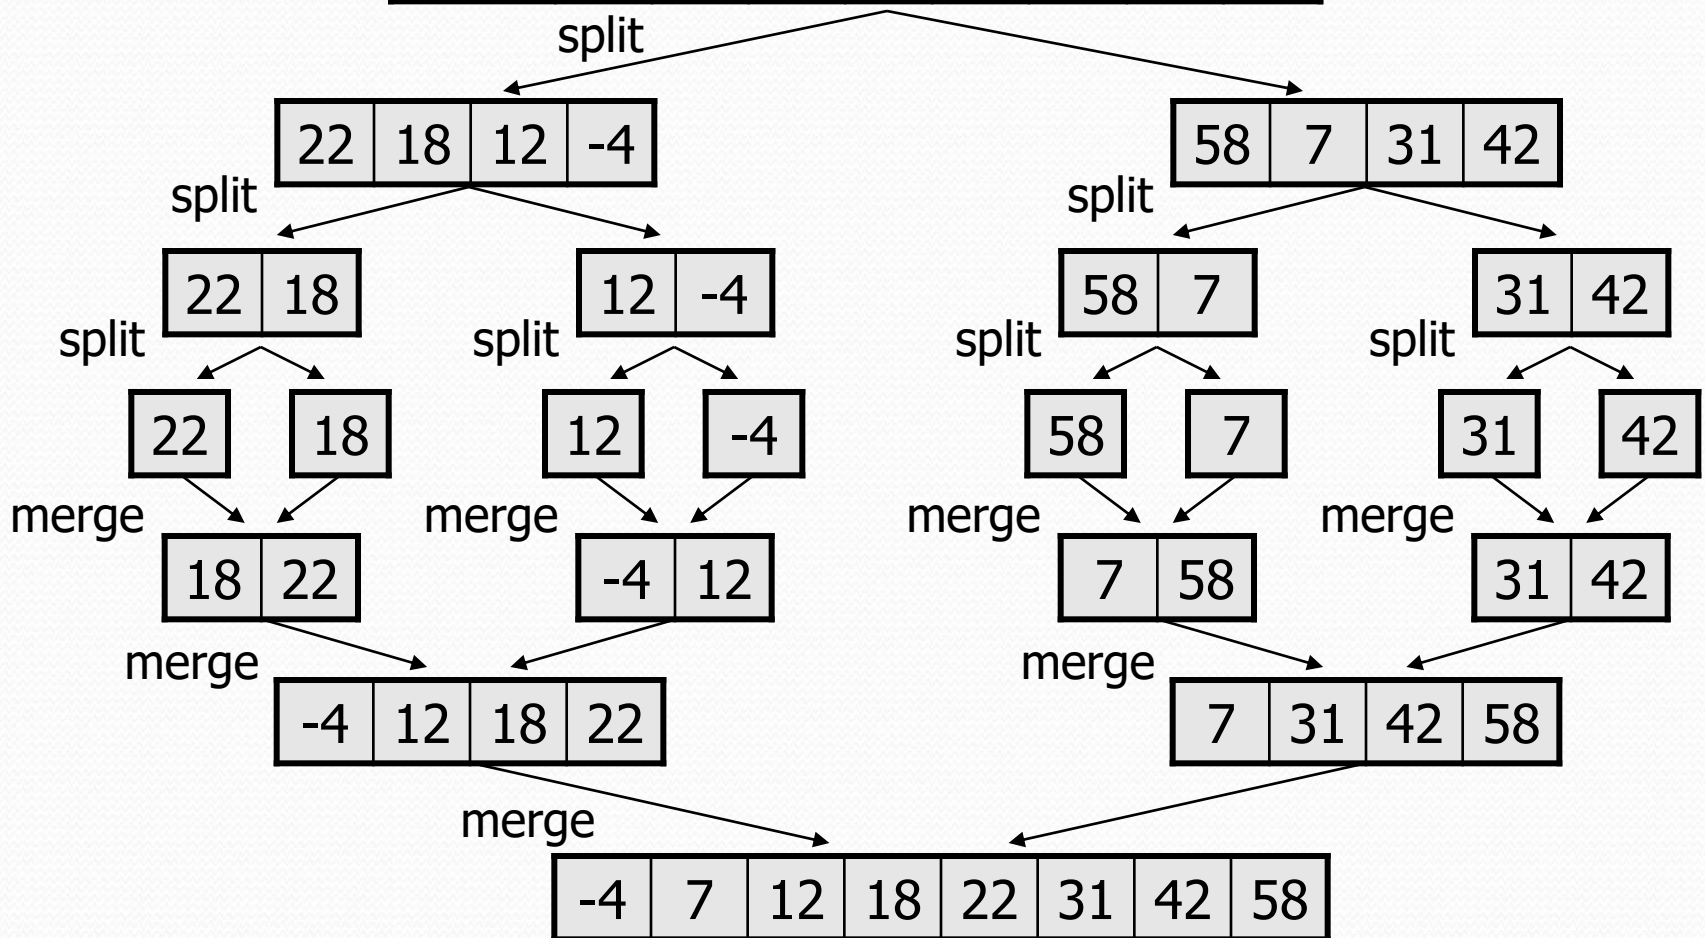 split
22 18 12 -4 58 7 31 42
split split
22 18 12 -4 58 7 31 42
split split split split
22 18 12 -4 58 7 31 42
merge merge merge merge
18 22 -4 12 7 58 31 42
merge merge
-4 12 18 22 7 31 42 58
merge
-4 7 12 18 22 31 42 58